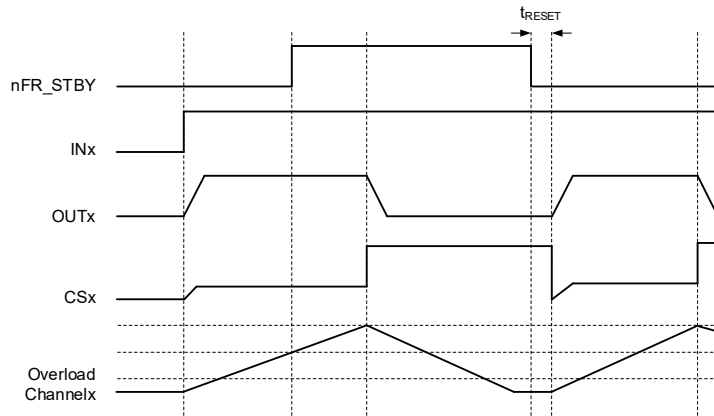 tRESET
nFR_STBY
INx
OUTx
CSx
Overload
Channelx